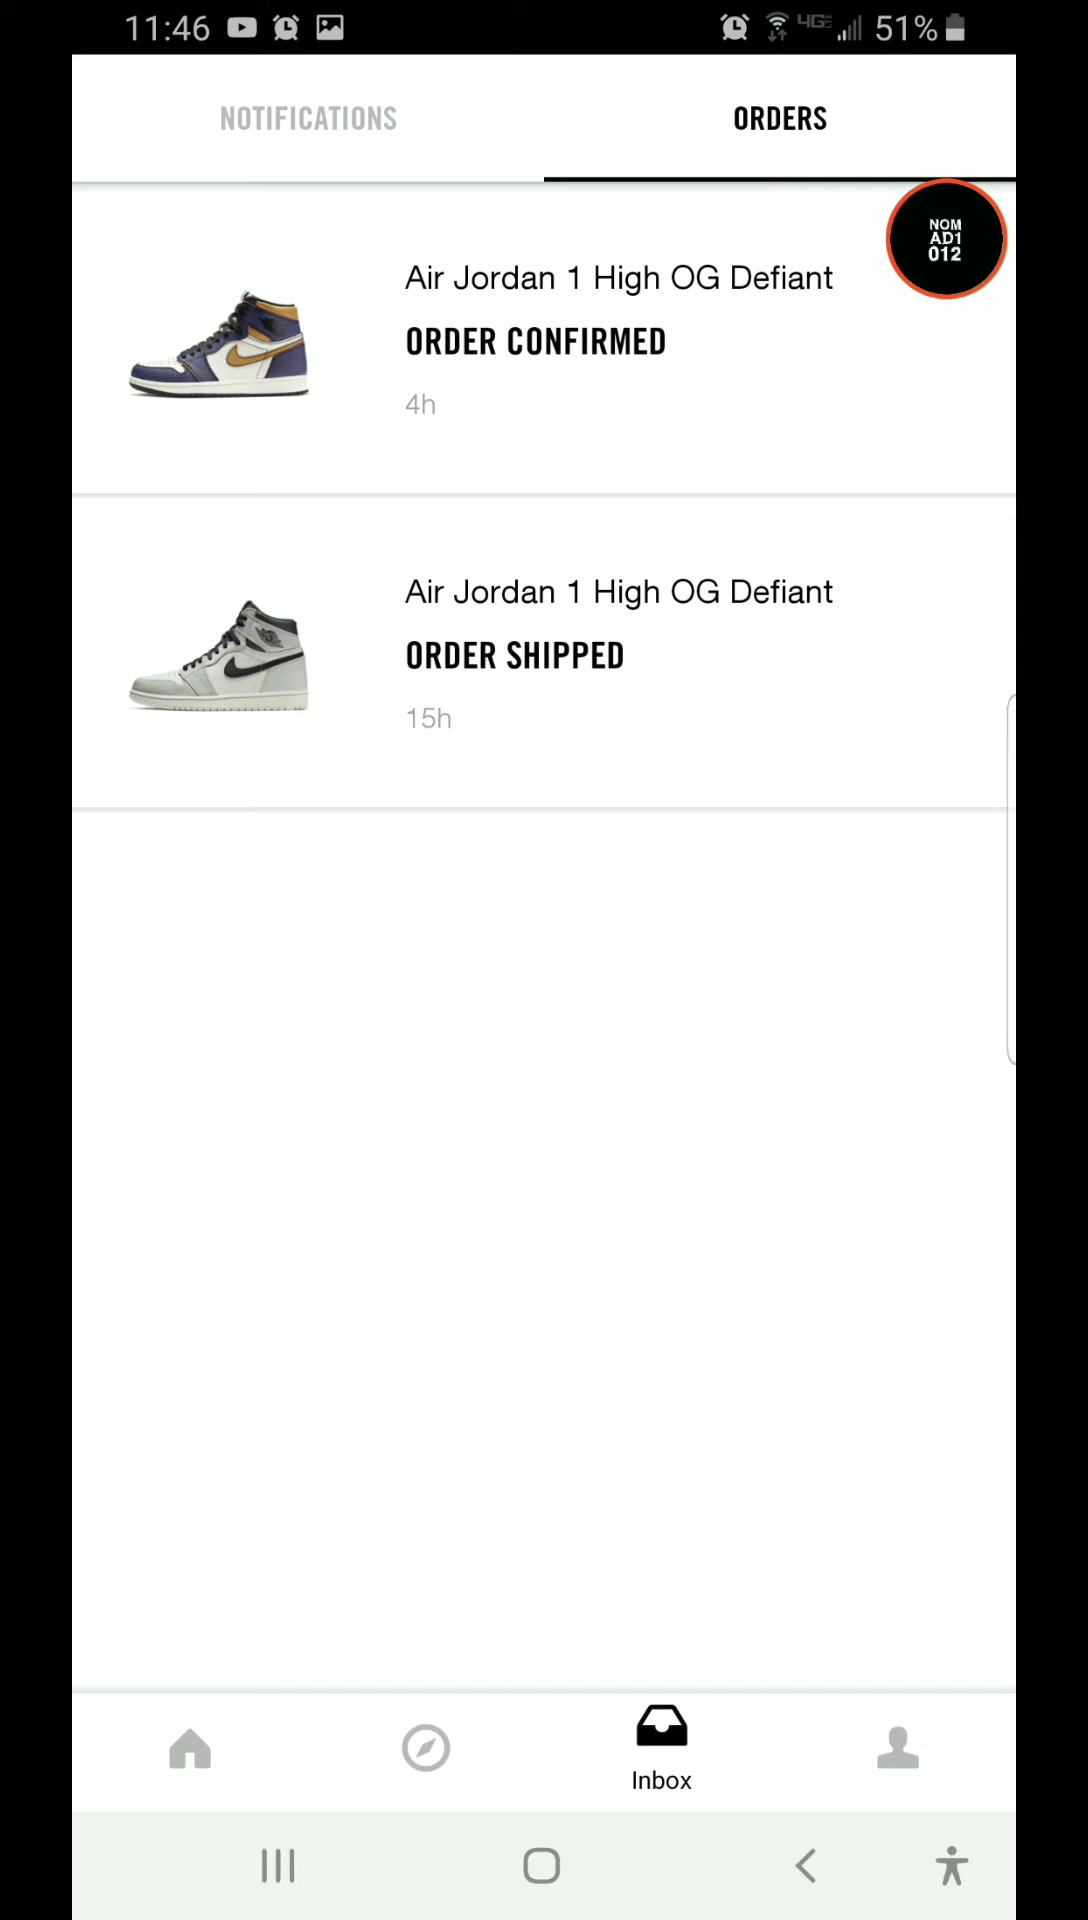 11:46
4GE 51%
NOTIFICATIONS
ORDERS
NOM
AD1
012
Air Jordan 1 High OG Defiant
ORDER CONFIRMED
4h
Air Jordan 1 High OG Defiant
ORDER SHIPPED
15h
Inbox